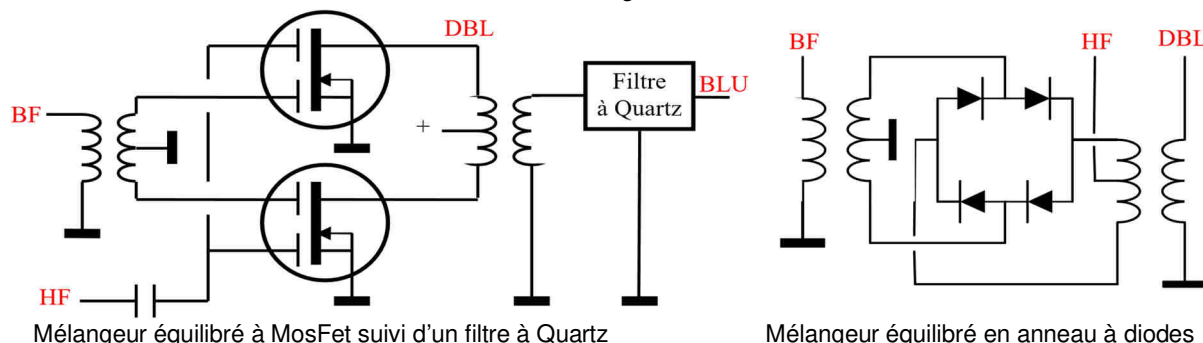 DBL
BF
+
Filtre
à Quartz
BLU
HF
Mélangeur équilibré à MosFet suivi d'un filtre à Quartz
BF
HF
DBL
Mélangeur équilibré en anneau à diodes